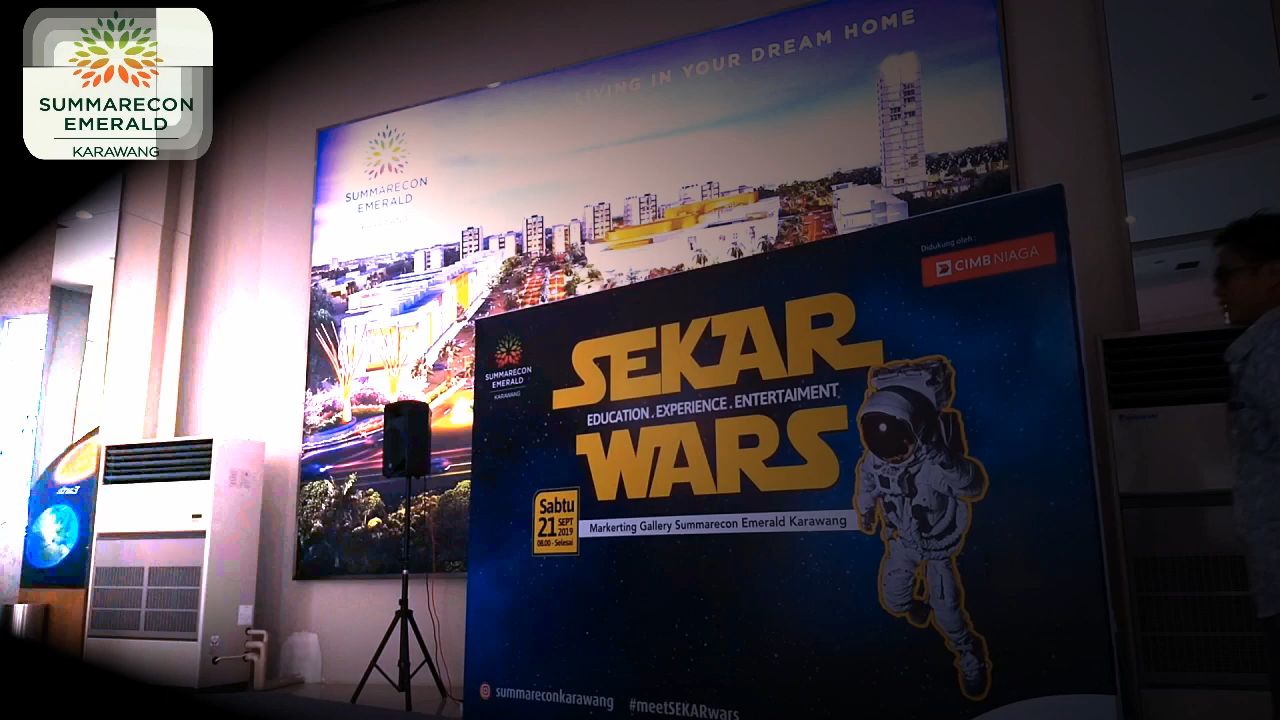 SUMMARECON
EMERALD
KARAWANG
LIVING IN YOUR DREAM HOME
SUMMARECON
EMERALD
Didukung oleh :
CIMB NIAGA
SUMMARECON
EMERALD
KARAWANG
SEKAR
EDUCATION . EXPERIENCE . ENTERTAIMENT
WARS
Sabtu
21 SEPT 2019
08.00 - Selesai
Markerting Gallery Summarecon Emerald Karawang
summareconkarawang #meetSEKARwars